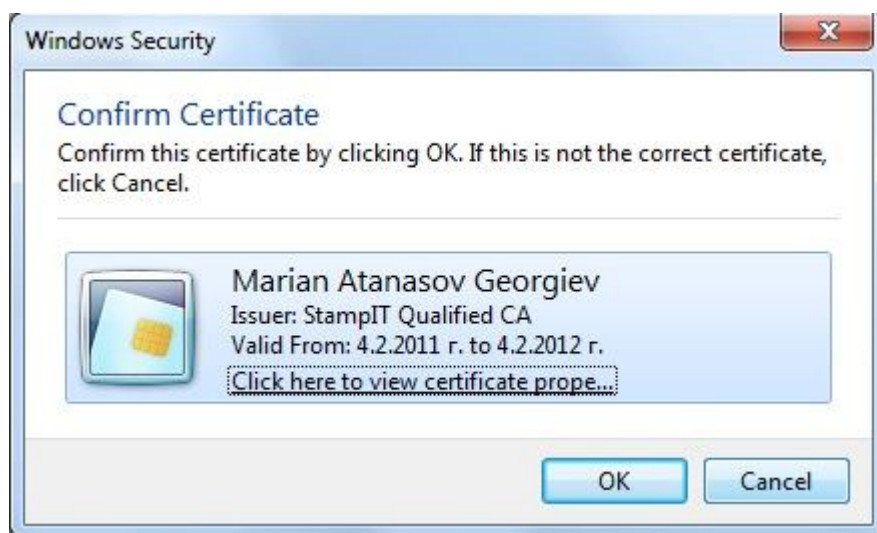 Windows Security
Confirm Certificate
Confirm this certificate by clicking OK. If this is not the correct certificate,
click Cancel.
Marian Atanasov Georgiev
Issuer: StampIT Qualified CA
Valid From: 4.2.2011 г. to 4.2.2012 г.
Click here to view certificate prope...
OK
Cancel